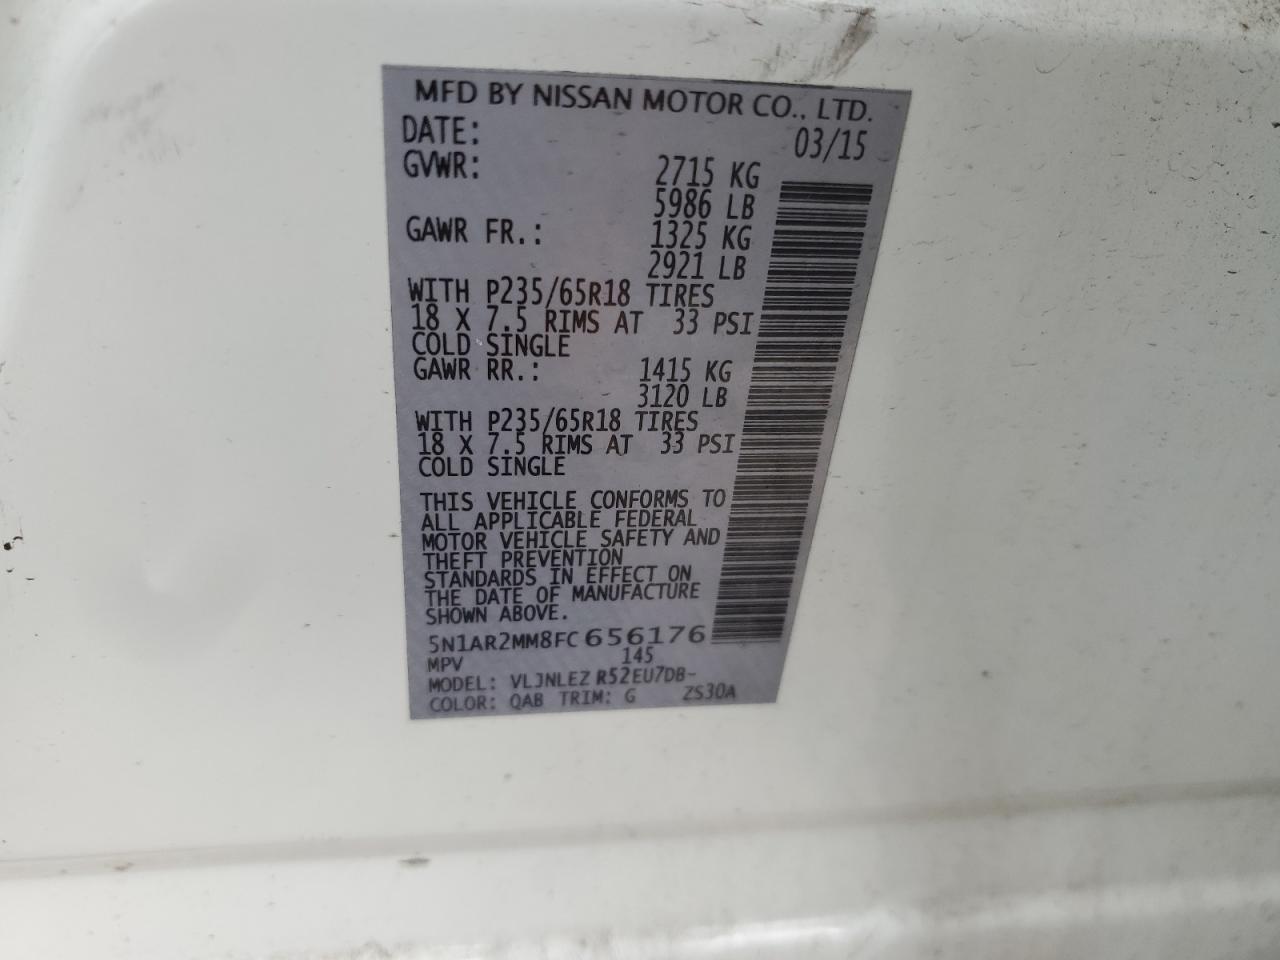 MFD BY NISSAN MOTOR CO., LTD.
DATE: 03/15
GVWR: 2715 KG
5986 LB
GAWR FR.: 1325 KG
2921 LB
WITH P235/65R18 TIRES
18 X 7.5 RIMS AT 33 PSI
COLD SINGLE
GAWR RR.: 1415 KG
3120 LB
WITH P235/65R18 TIRES
18 X 7.5 RIMS AT 33 PSI
COLD SINGLE
THIS VEHICLE CONFORMS TO
ALL APPLICABLE FEDERAL
MOTOR VEHICLE SAFETY AND
THEFT PREVENTION
STANDARDS IN EFFECT ON
THE DATE OF MANUFACTURE
SHOWN ABOVE.
5N1AR2MM8FC656176
MPV 145
MODEL: VLJNLEZ R52EU7DB-
COLOR: QAB TRIM: G ZS30A